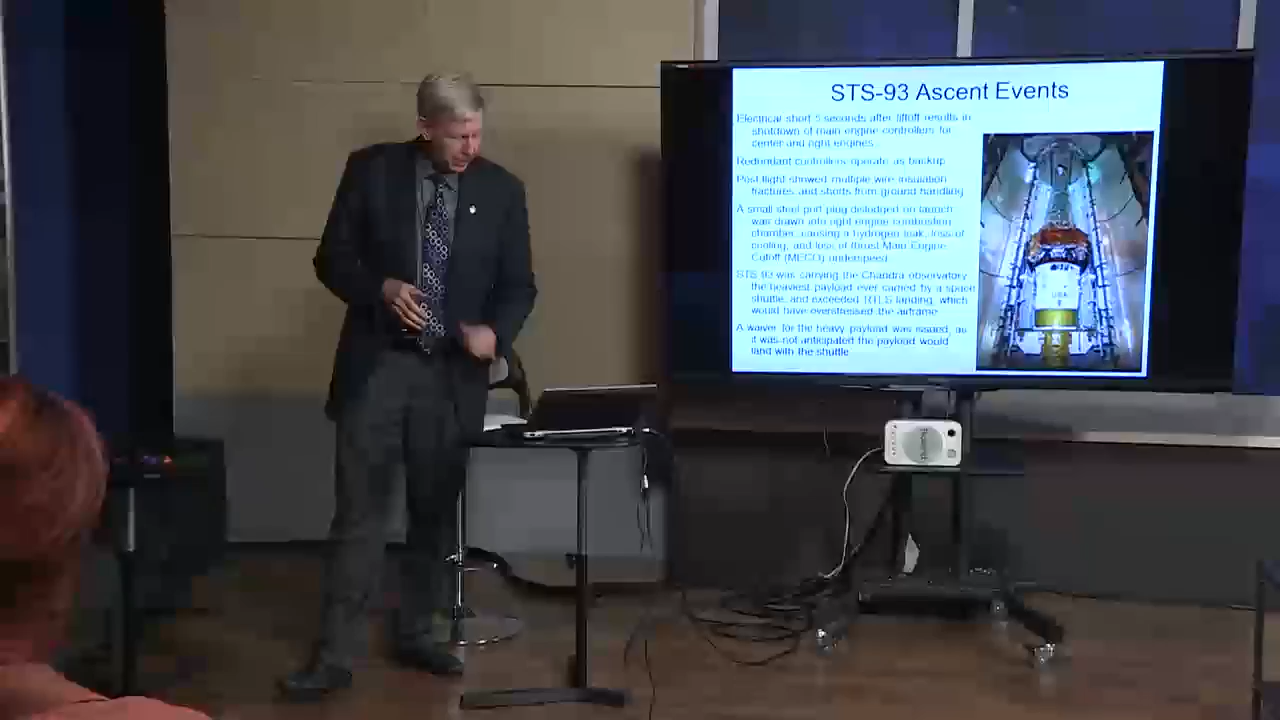 STS-93 Ascent Events
Electrical short 5 seconds after liftoff results in
shutdown of main engine controllers for
center and right engines.
Redundant controllers operate as backup.
Post flight showed multiple wire insulation
fractures and shorts from ground handling.
A small steel port plug dislodged on launch
was drawn into right engine combustion
chamber, causing a hydrogen leak, loss of
cooling, and loss of thrust Main Engine
Cutoff (MECO) underspeed.
STS 93 was carrying the Chandra observatory
the heaviest payload ever carried by a space
shuttle, and exceeded RTLS landing, which
would have overstressed the airframe.
A waiver for the heavy payload was issued, as
it was not anticipated the payload would
land with the shuttle.
USA